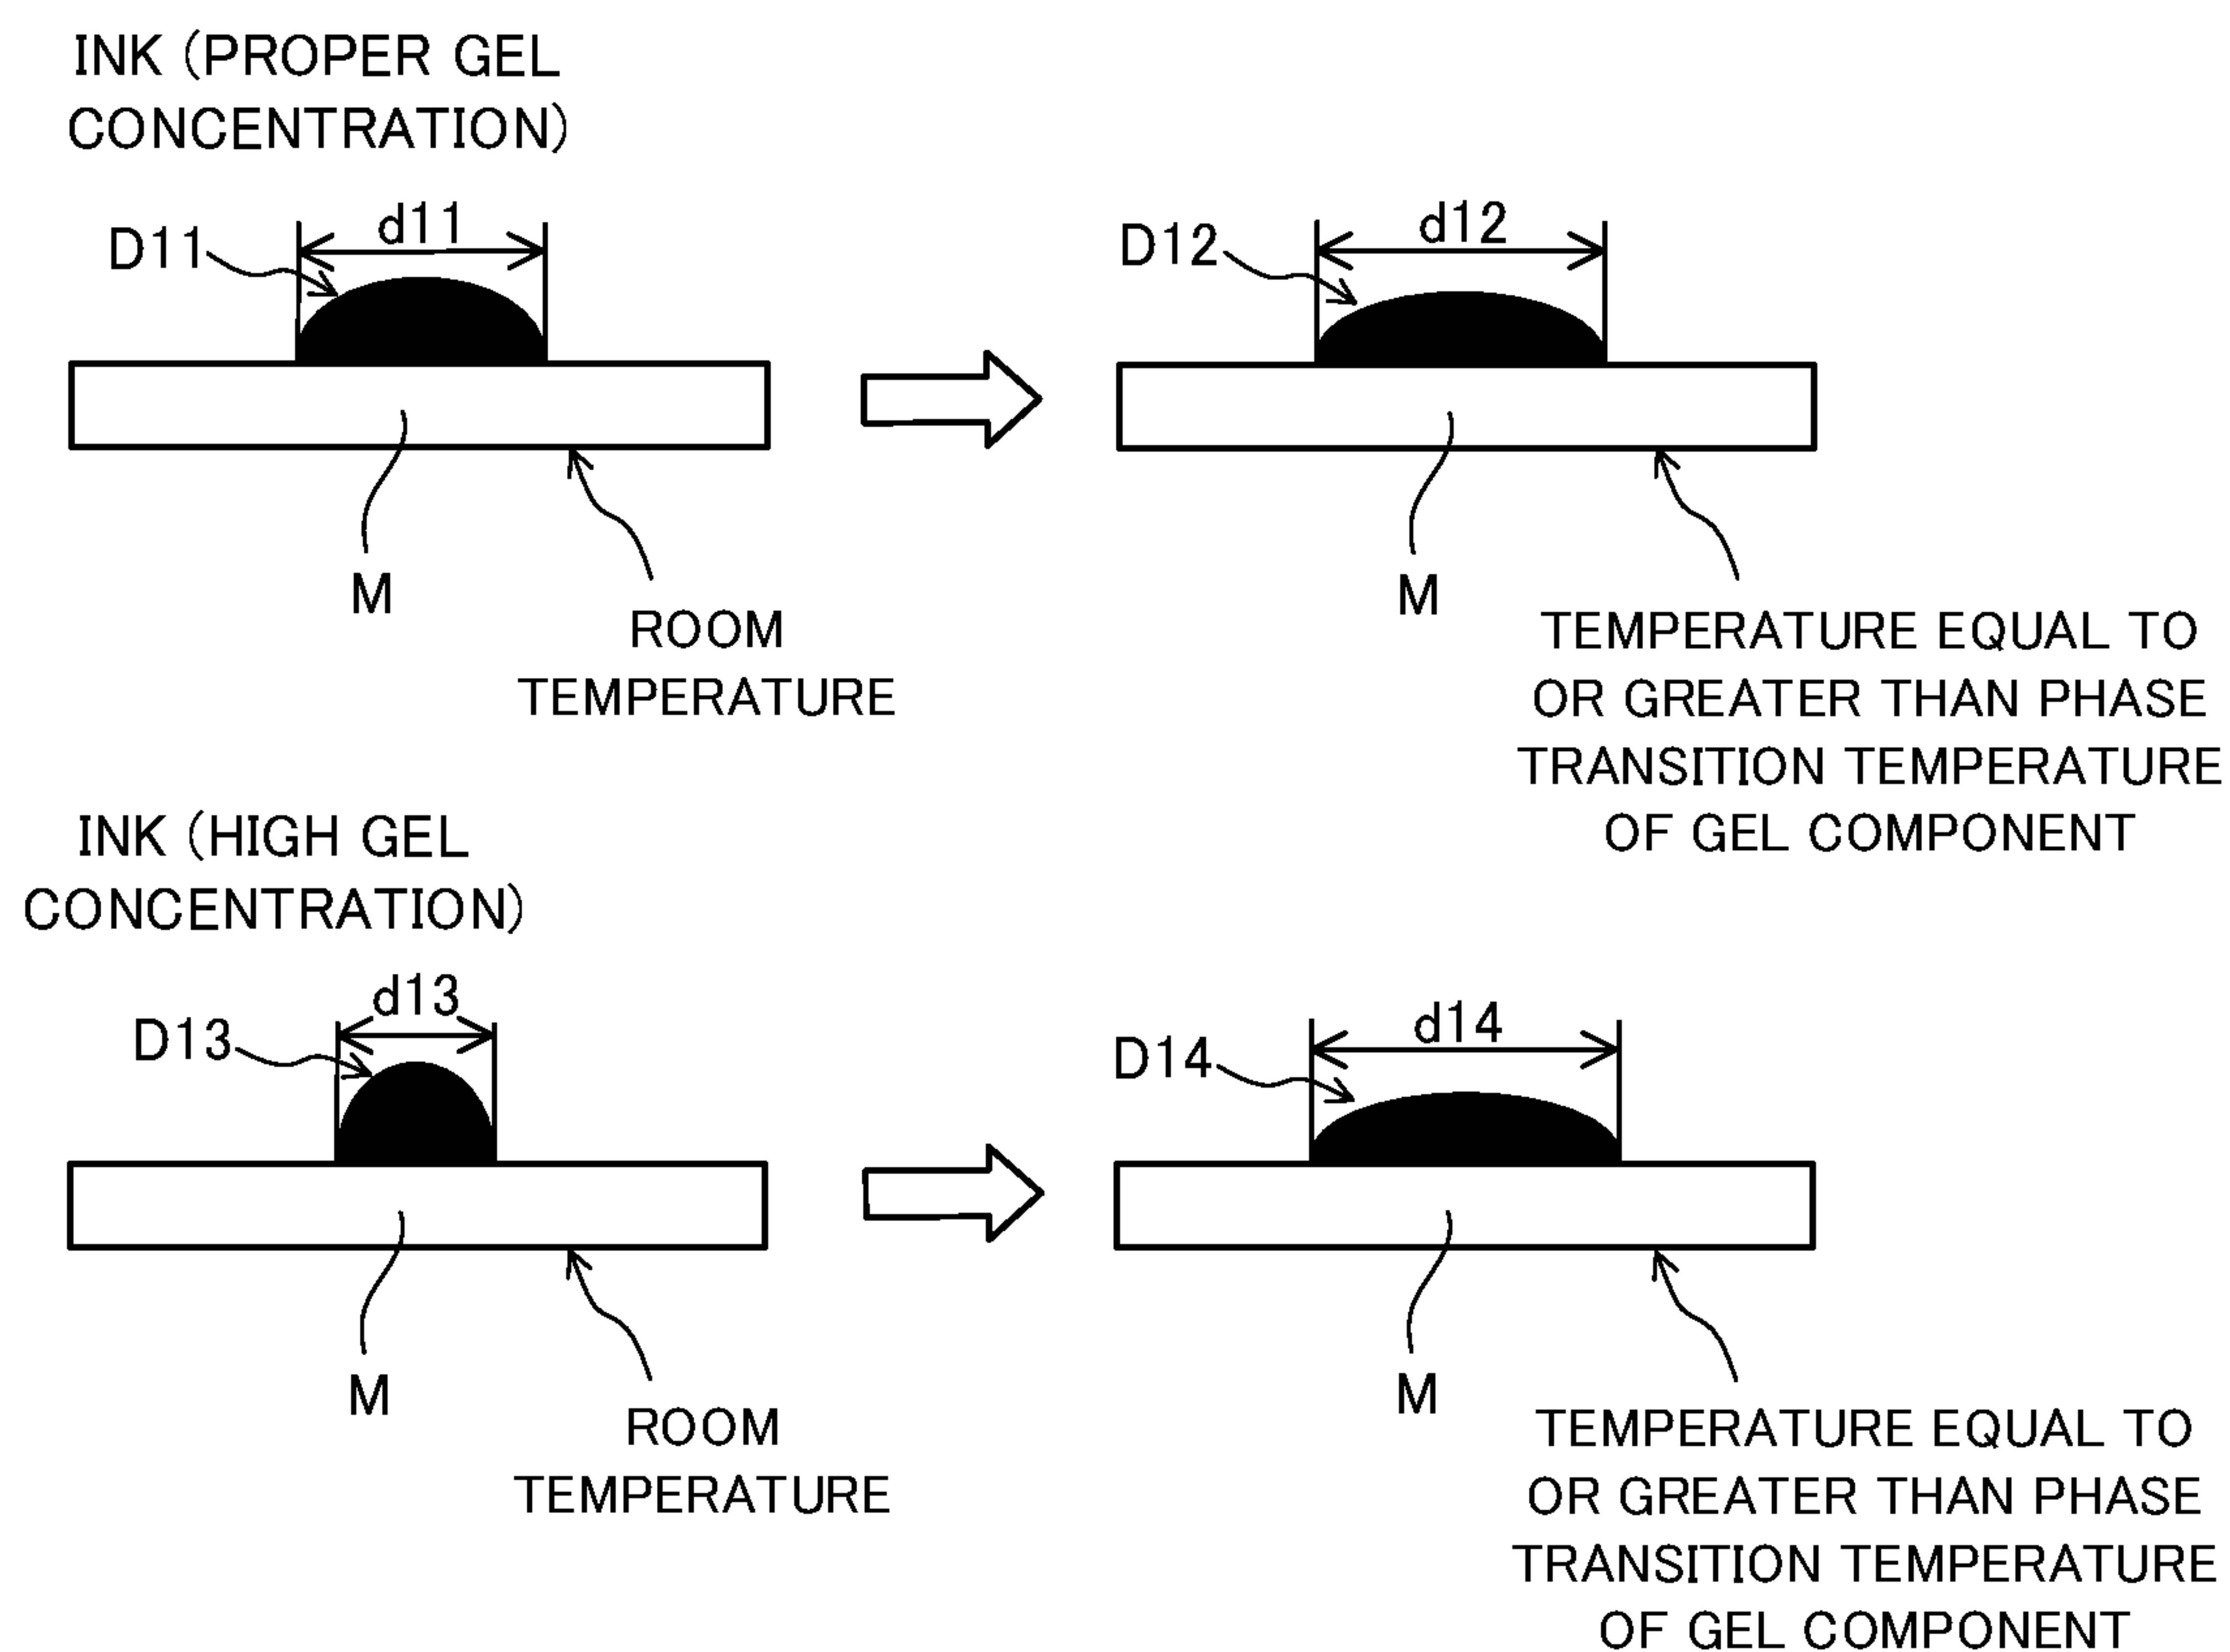 INK (PROPER GEL
CONCENTRATION)
d11
D11
d12
D12
M
ROOM
TEMPERATURE
M
TEMPERATURE EQUAL TO
OR GREATER THAN PHASE
TRANSITION TEMPERATURE
OF GEL COMPONENT
INK (HIGH GEL
CONCENTRATION)
d13
D13
d14
D14
M
ROOM
TEMPERATURE
M
TEMPERATURE EQUAL TO
OR GREATER THAN PHASE
TRANSITION TEMPERATURE
OF GEL COMPONENT